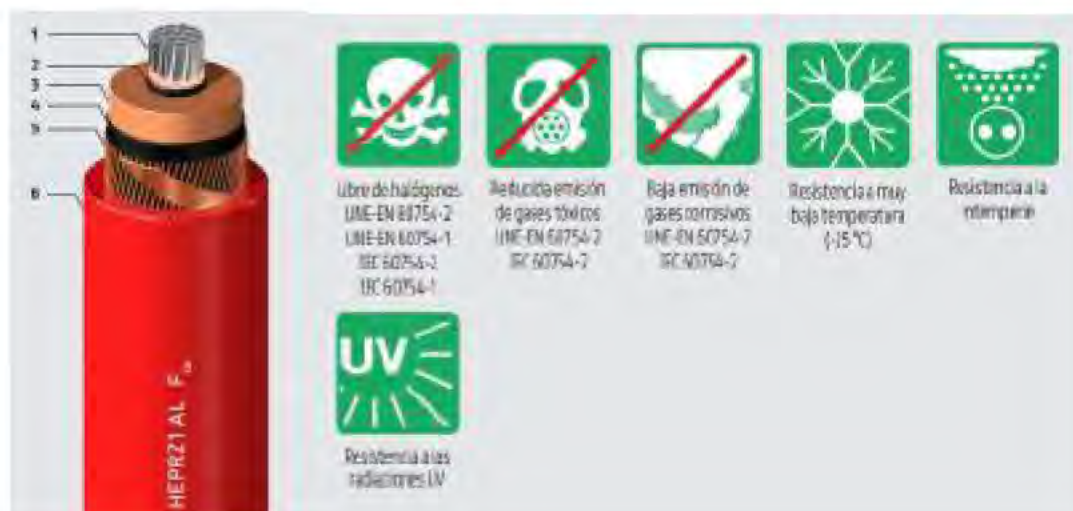 1
2
3
4
5
6
HEPRZ1 AL F
Libre de halógenos
UNE-EN 60754-2
UNE-EN 60754-1
IEC 60754-2
IEC 60754-1
Reducida emisión
de gases tóxicos
UNE-EN 60754-2
IEC 60754-2
Baja emisión de
gases corrosivos
UNE-EN 60754-2
IEC 60754-2
Resistencia a muy
baja temperatura
Resistencia a la
intemperie
UV
Resistencia a las
radiaciones UV